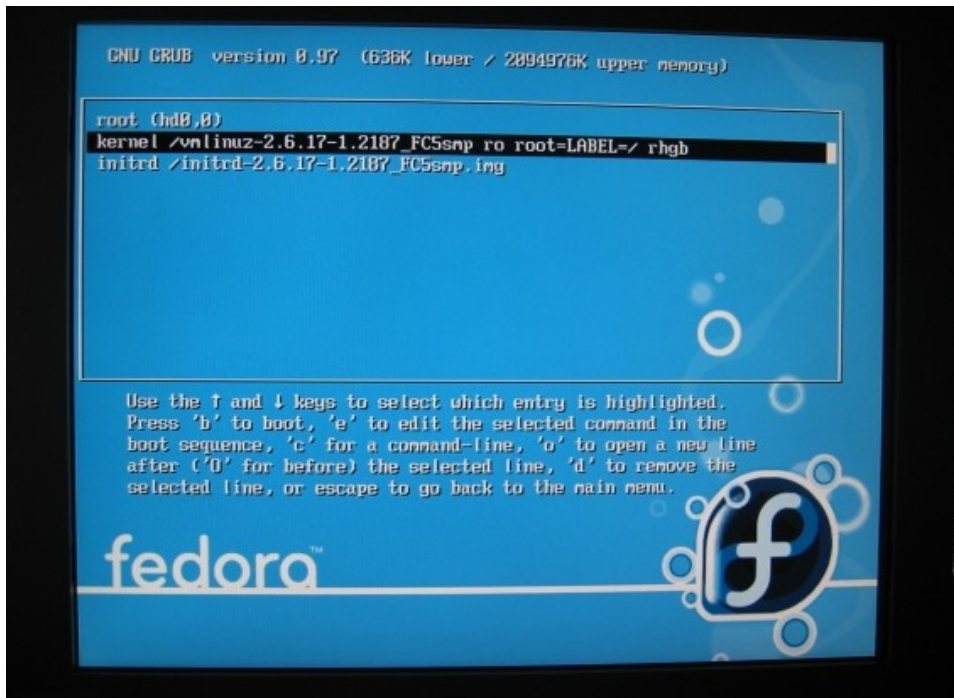 GNU GRUB version 0.97 (636K lower / 2094976K upper memory)
root (hd0,0)
kernel /vmlinuz-2.6.17-1.2187_FC5smp ro root=LABEL=/ rhgb
initrd /initrd-2.6.17-1.2187_FC5smp.img
Use the ↑ and ↓ keys to select which entry is highlighted.
Press 'b' to boot, 'e' to edit the selected command in the
boot sequence, 'c' for a command-line, 'o' to open a new line
after ('O' for before) the selected line, 'd' to remove the
selected line, or escape to go back to the main menu.
fedora™